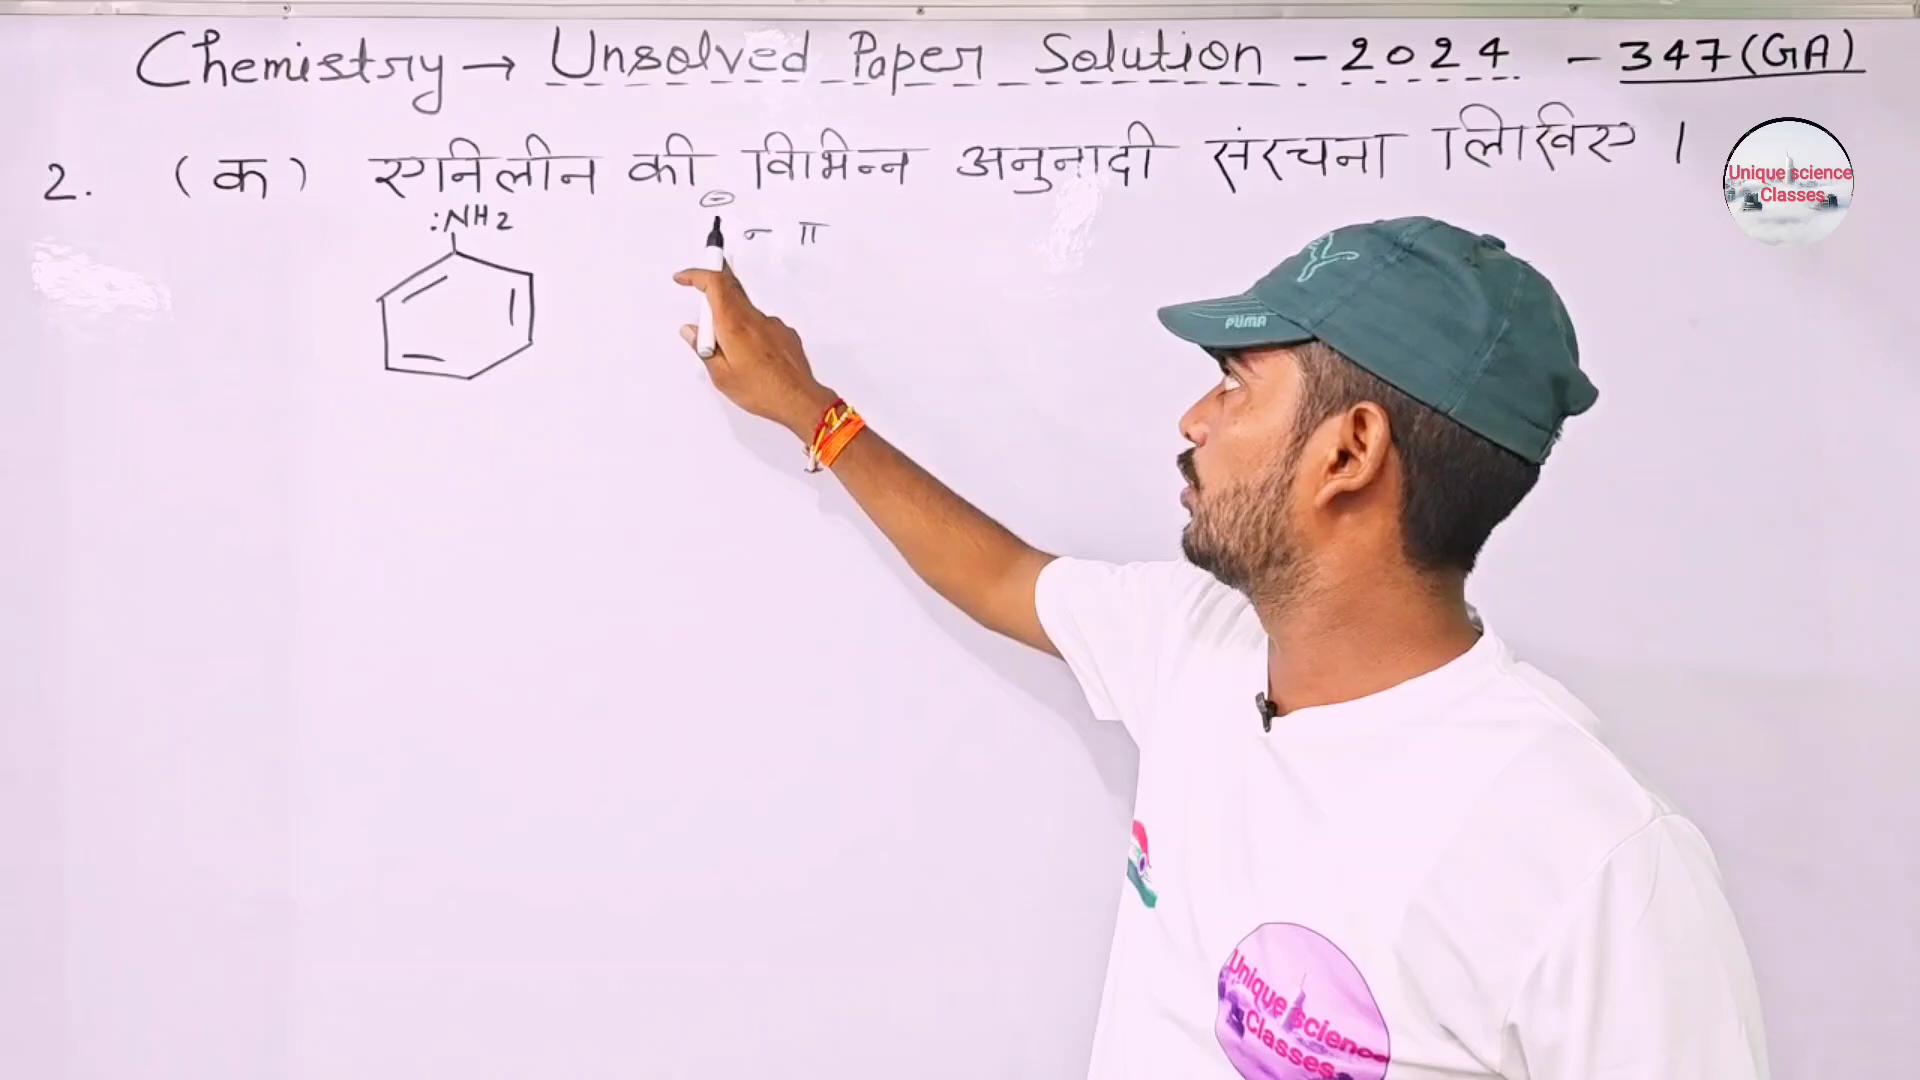 Chemistry → Unsolved Paper Solution - 2024 - 347(GA)
2. (क) एनिलीन की विभिन्न अनुनादी संरचना लिखिए ।
Unique science
Classes
:NH2
⊖
- π
PUMA
Unique science
Classes